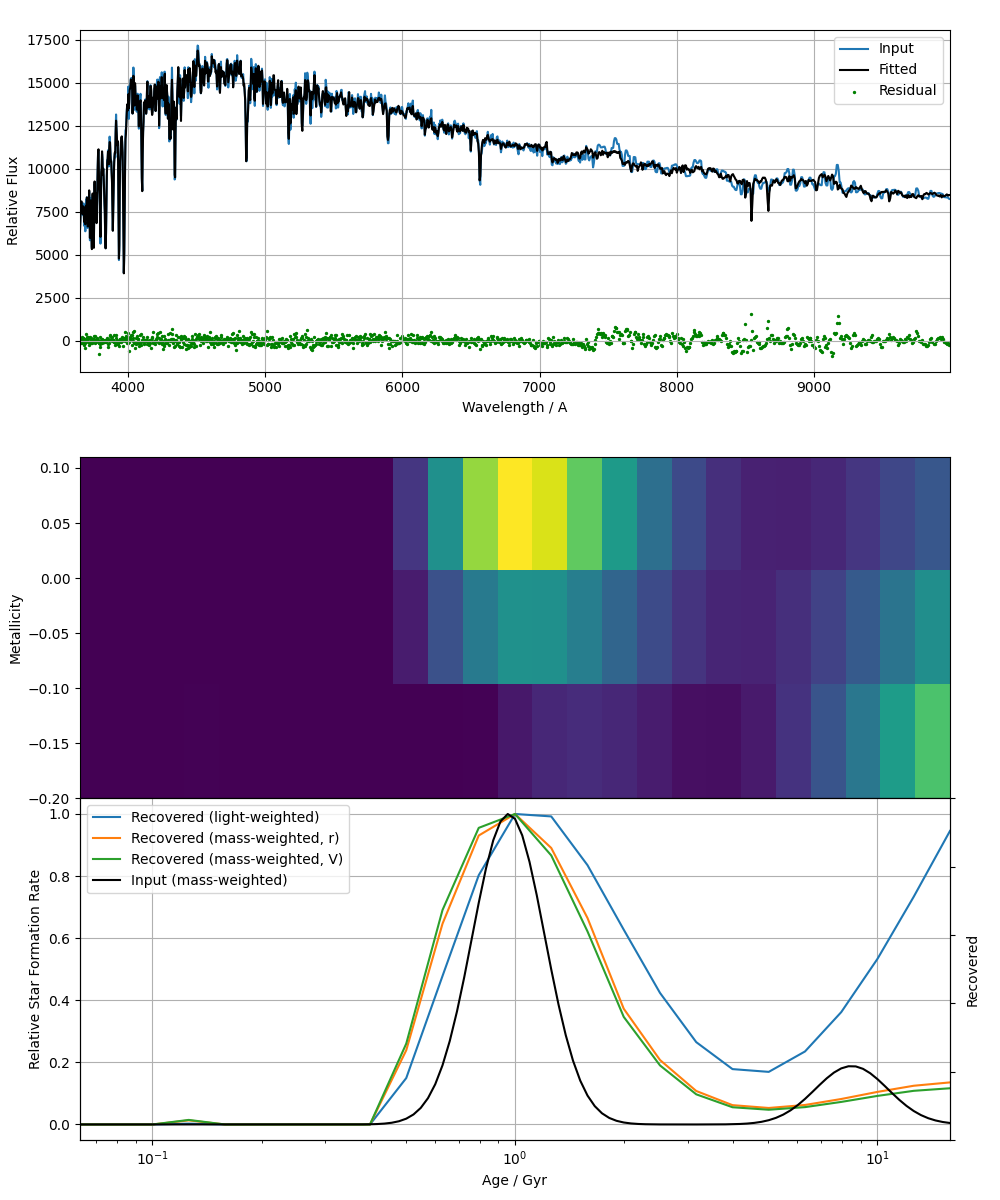 17500
15000
12500
10000
7500
5000
2500
0
Relative Flux
Input
Fitted
Residual
4000 5000 6000 7000 8000 9000
Wavelength / A
0.10
0.05
0.00
−0.05
−0.10
−0.15
−0.20
Metallicity
Recovered (light-weighted)
Recovered (mass-weighted, r)
Recovered (mass-weighted, V)
Input (mass-weighted)
1.0
0.8
0.6
0.4
0.2
0.0
Relative Star Formation Rate
Recovered
10⁻¹ 10⁰ 10¹
Age / Gyr